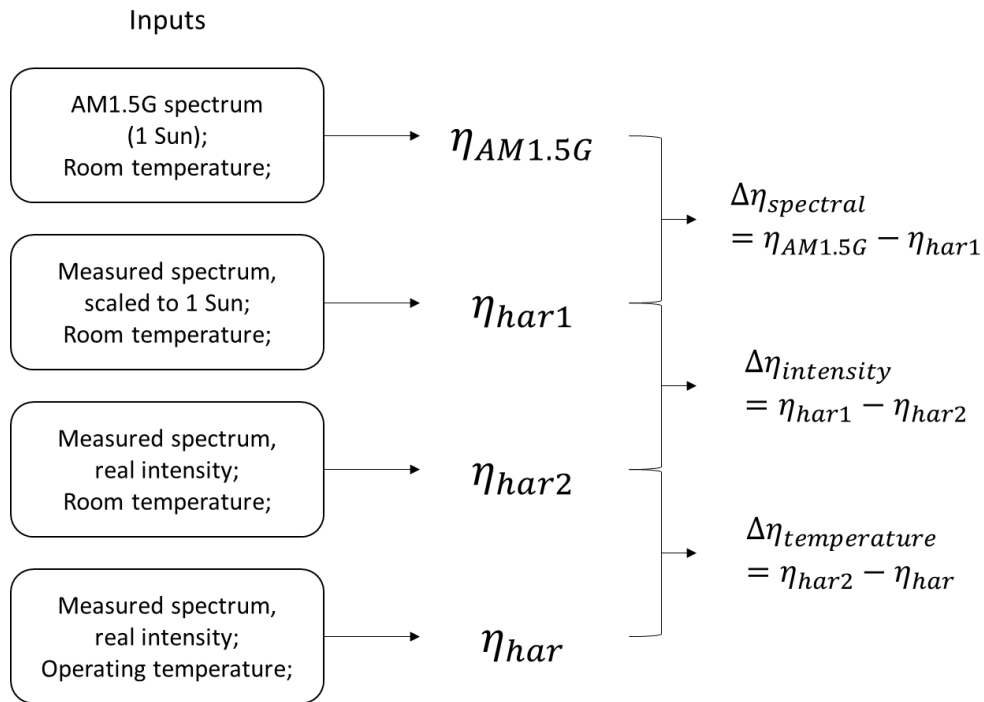 Inputs
AM1.5G spectrum
(1 Sun);
Room temperature;
η_AM1.5G
Δη_spectral
= η_AM1.5G − η_har1
Measured spectrum,
scaled to 1 Sun;
Room temperature;
η_har1
Δη_intensity
= η_har1 − η_har2
Measured spectrum,
real intensity;
Room temperature;
η_har2
Δη_temperature
= η_har2 − η_har
Measured spectrum,
real intensity;
Operating temperature;
η_har